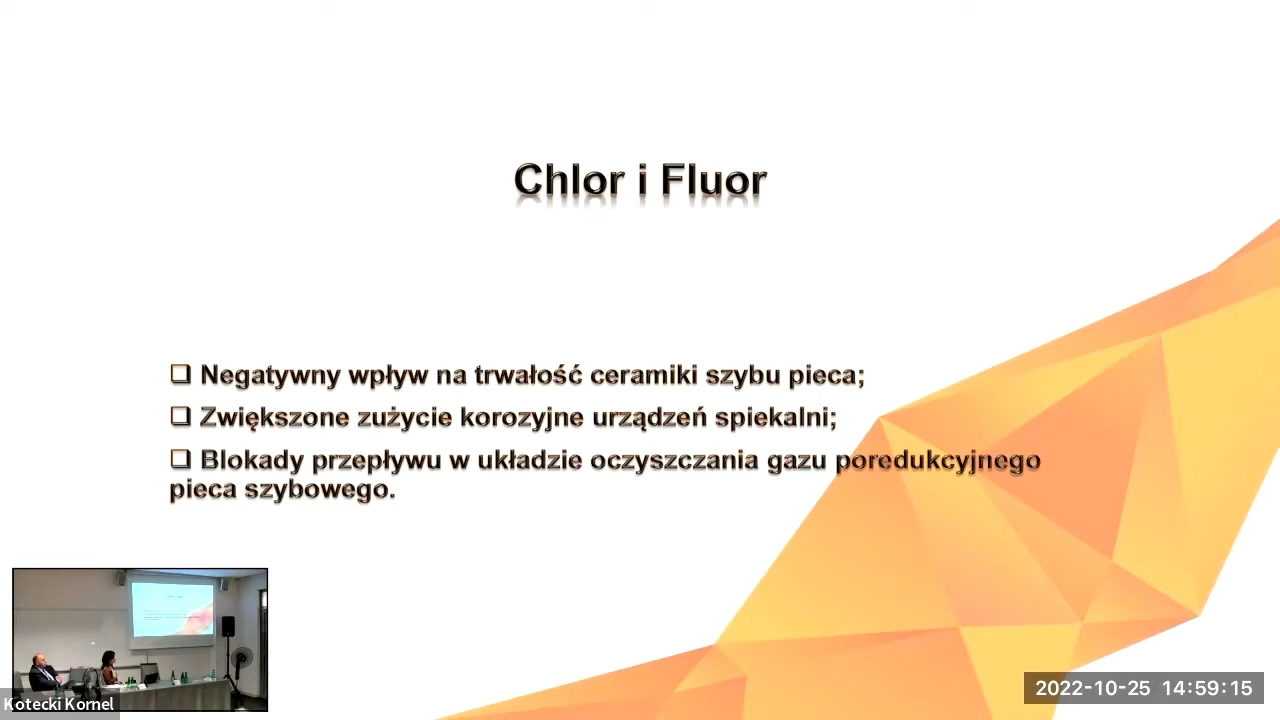 Chlor i Fluor
❑ Negatywny wpływ na trwałość ceramiki szybu pieca;
❑ Zwiększone zużycie korozyjne urządzeń spiekalni;
❑ Blokady przepływu w układzie oczyszczania gazu poredukcyjnego
pieca szybowego.
Kotecki Kornel
2022-10-25 14:59:15